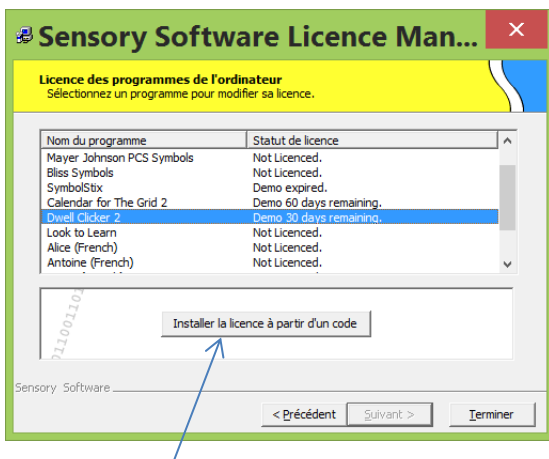 Sensory Software Licence Man...
Licence des programmes de l'ordinateur
Sélectionnez un programme pour modifier sa licence.
Nom du programme Statut de licence
Mayer Johnson PCS Symbols Not Licenced.
Bliss Symbols Not Licenced.
SymbolStix Demo expired.
Calendar for The Grid 2 Demo 60 days remaining.
Dwell Clicker 2 Demo 30 days remaining.
Look to Learn Not Licenced.
Alice (French) Not Licenced.
Antoine (French) Not Licenced.
Installer la licence à partir d'un code
Sensory Software
< Précédent Suivant > Terminer